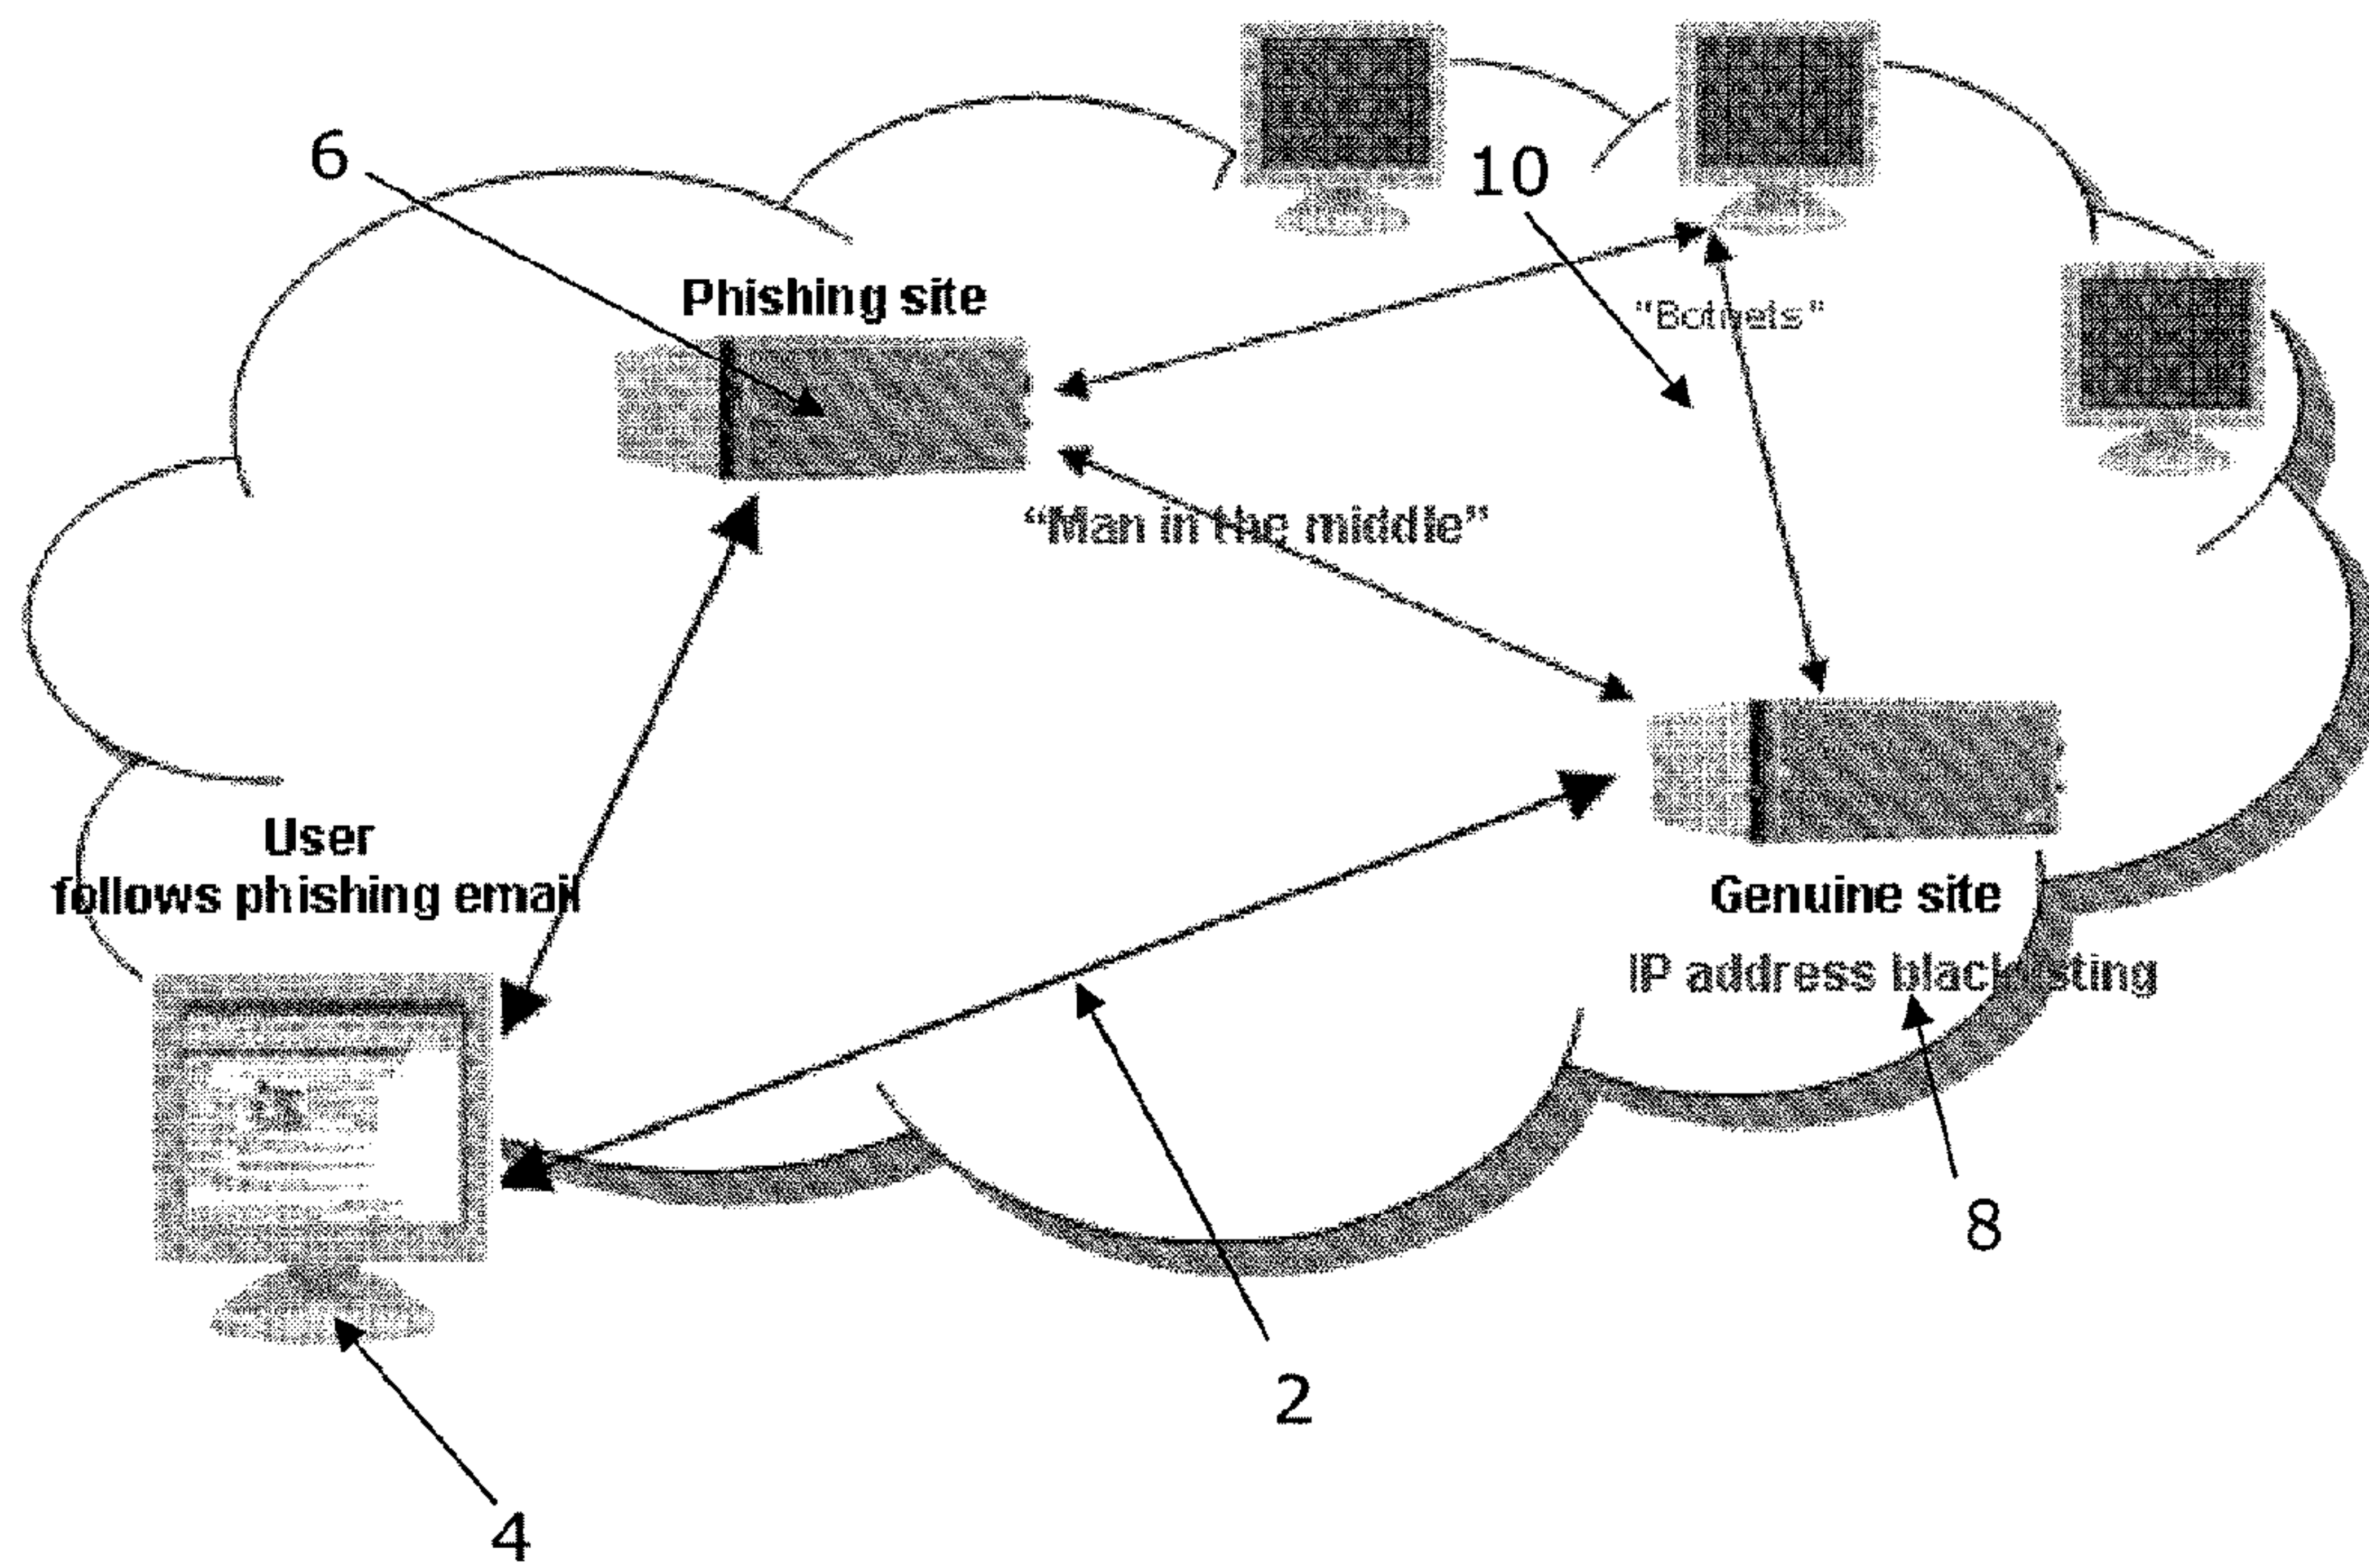 6
10
Phishing site
"Botnets"
“Man in the middle”
User
follows phishing email
Genuine site
IP address blacklisting
8
2
4